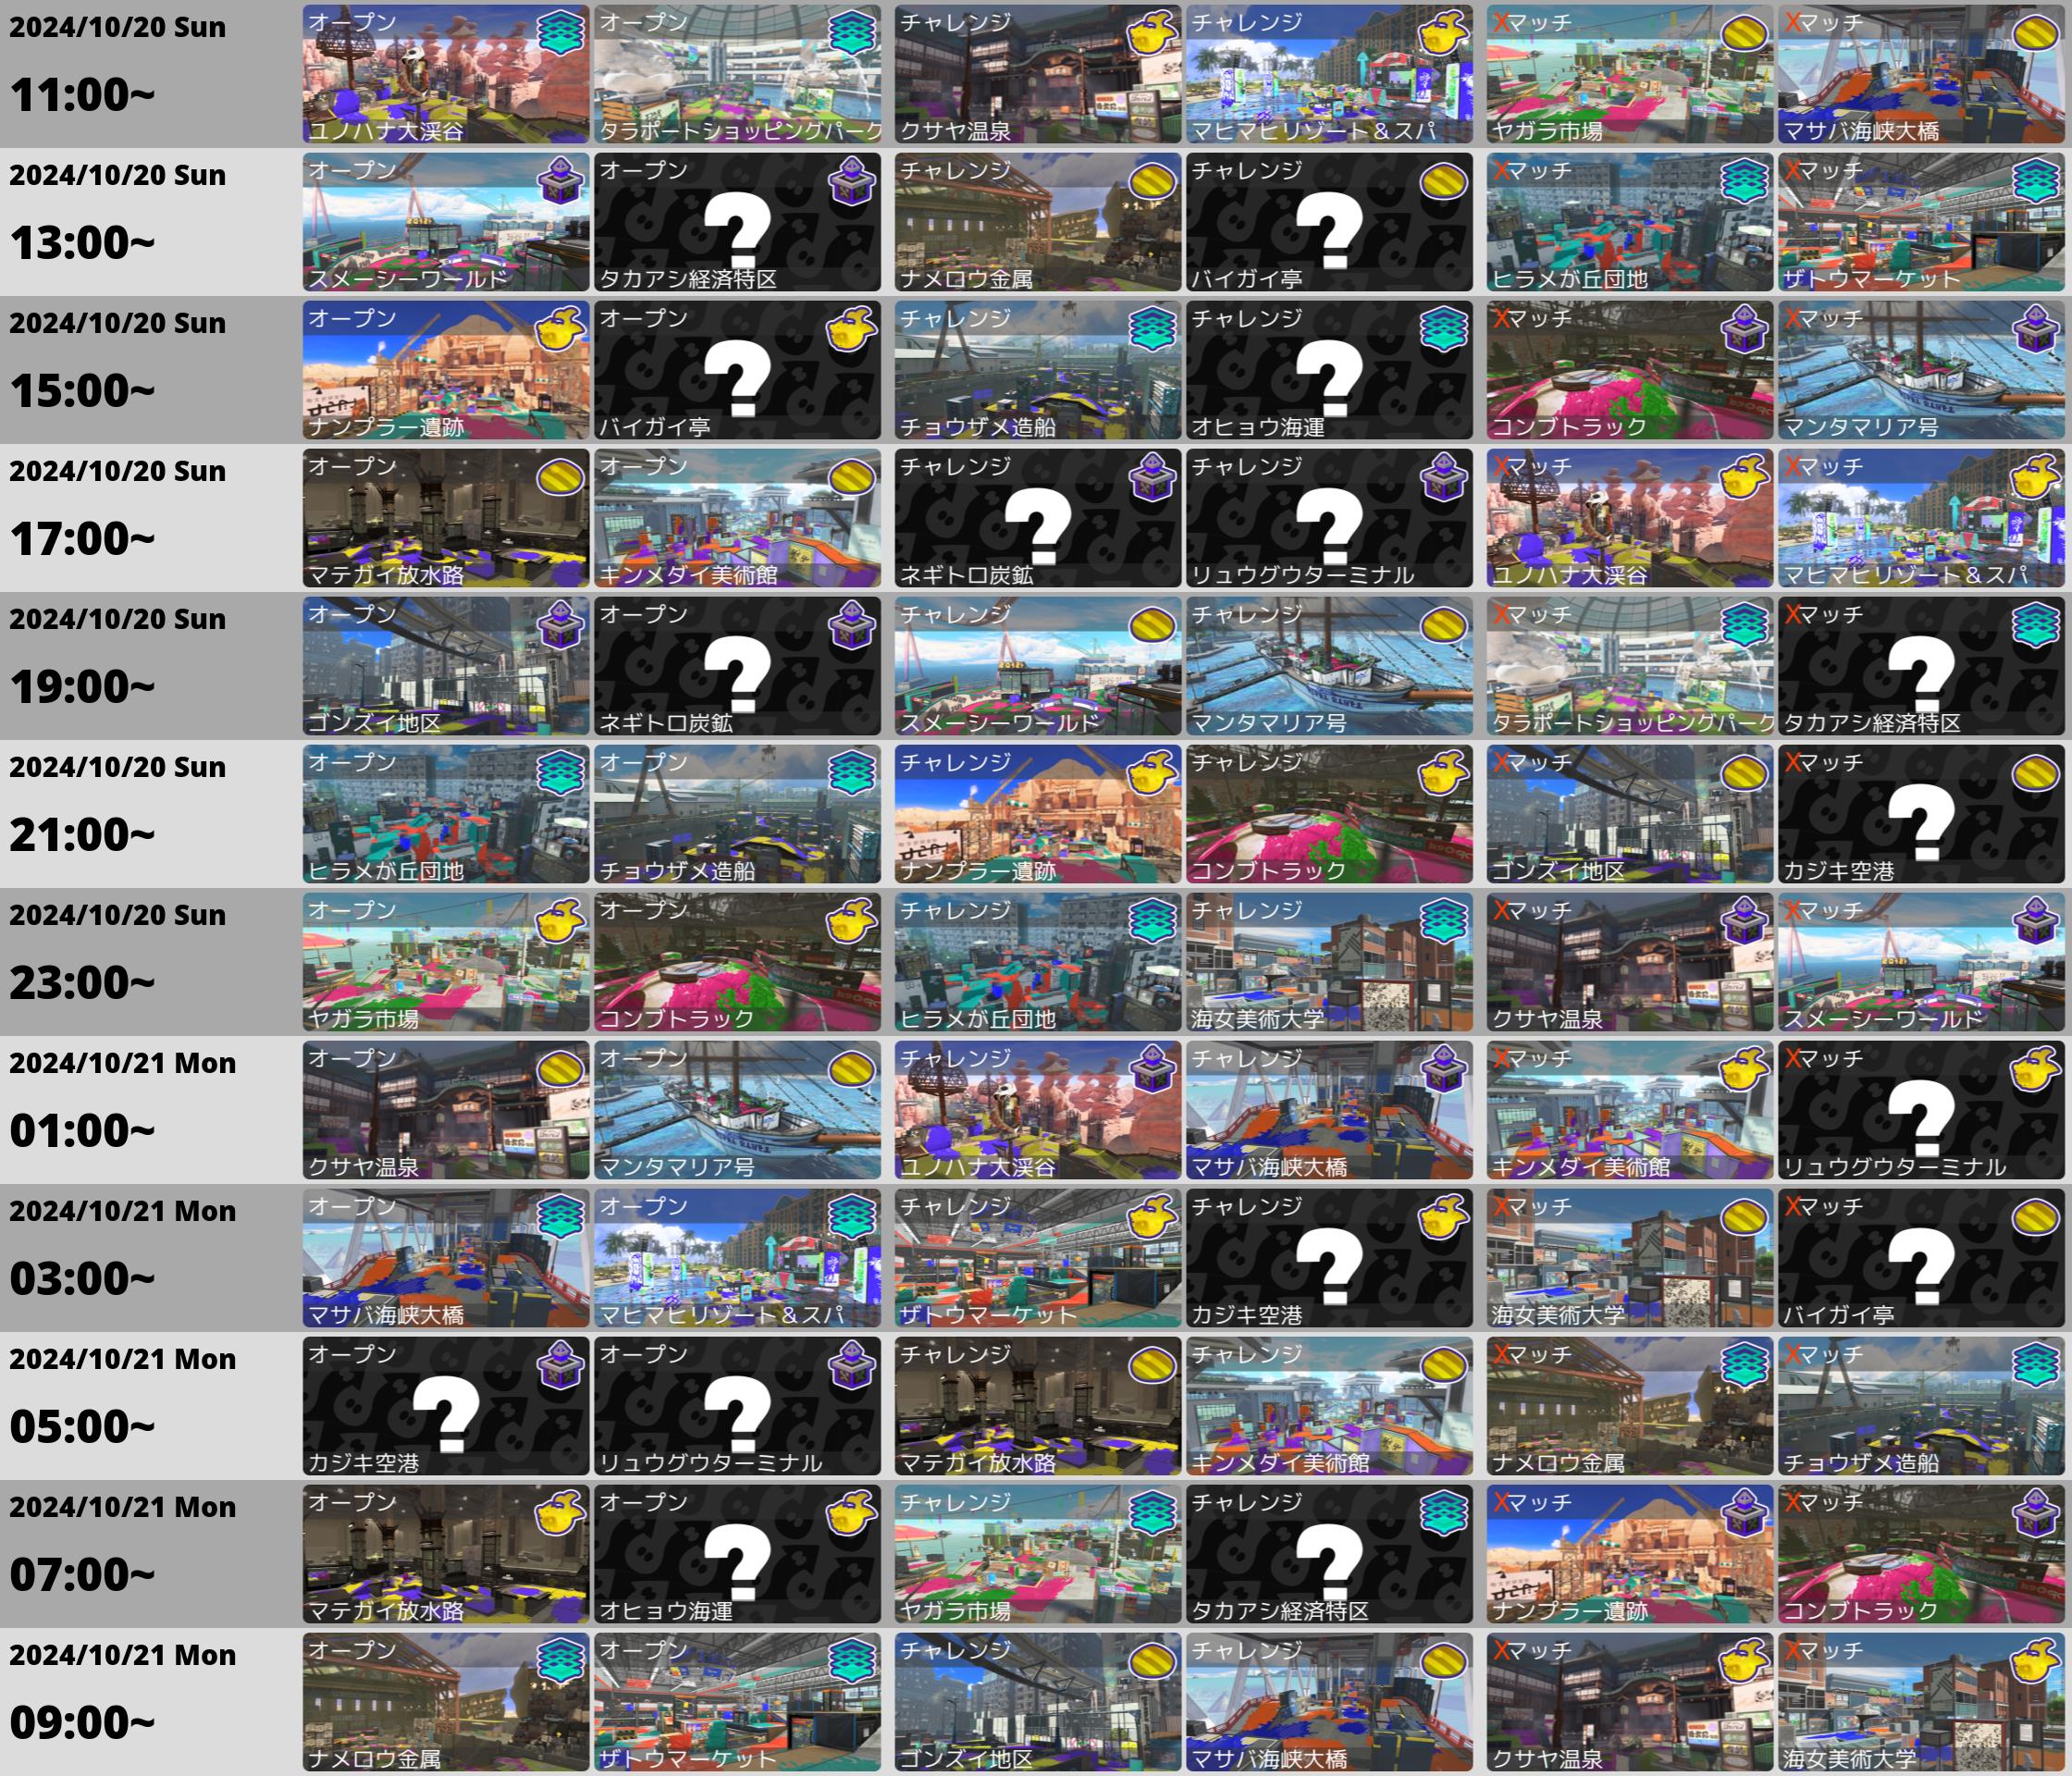 2024/10/20 Sun
11:00~
オープン
ユノハナ大渓谷
オープン
タラポートショッピングパーク
チャレンジ
クサヤ温泉
チャレンジ
マヒマヒリゾート＆スパ
Xマッチ
ヤガラ市場
Xマッチ
マサバ海峡大橋
2024/10/20 Sun
13:00~
オープン
スメーシーワールド
オープン
?
タカアシ経済特区
チャレンジ
ナメロウ金属
チャレンジ
?
バイガイ亭
Xマッチ
ヒラメが丘団地
Xマッチ
ザトウマーケット
2024/10/20 Sun
15:00~
オープン
ナンプラー遺跡
オープン
?
バイガイ亭
チャレンジ
チョウザメ造船
チャレンジ
?
オヒョウ海運
Xマッチ
コンブトラック
Xマッチ
マンタマリア号
2024/10/20 Sun
17:00~
オープン
マテガイ放水路
オープン
キンメダイ美術館
チャレンジ
?
ネギトロ炭鉱
チャレンジ
?
リュウグウターミナル
Xマッチ
ユノハナ大渓谷
Xマッチ
マヒマヒリゾート＆スパ
2024/10/20 Sun
19:00~
オープン
ゴンズイ地区
オープン
?
ネギトロ炭鉱
チャレンジ
スメーシーワールド
チャレンジ
マンタマリア号
Xマッチ
タラポートショッピングパーク
Xマッチ
?
タカアシ経済特区
2024/10/20 Sun
21:00~
オープン
ヒラメが丘団地
オープン
チョウザメ造船
チャレンジ
ナンプラー遺跡
チャレンジ
コンブトラック
Xマッチ
ゴンズイ地区
Xマッチ
?
カジキ空港
2024/10/20 Sun
23:00~
オープン
ヤガラ市場
オープン
コンブトラック
チャレンジ
ヒラメが丘団地
チャレンジ
海女美術大学
Xマッチ
クサヤ温泉
Xマッチ
スメーシーワールド
2024/10/21 Mon
01:00~
オープン
クサヤ温泉
オープン
マンタマリア号
チャレンジ
ユノハナ大渓谷
チャレンジ
マサバ海峡大橋
Xマッチ
キンメダイ美術館
Xマッチ
?
リュウグウターミナル
2024/10/21 Mon
03:00~
オープン
マサバ海峡大橋
オープン
マヒマヒリゾート＆スパ
チャレンジ
ザトウマーケット
チャレンジ
?
カジキ空港
Xマッチ
海女美術大学
Xマッチ
?
バイガイ亭
2024/10/21 Mon
05:00~
オープン
?
カジキ空港
オープン
?
リュウグウターミナル
チャレンジ
マテガイ放水路
チャレンジ
キンメダイ美術館
Xマッチ
ナメロウ金属
Xマッチ
チョウザメ造船
2024/10/21 Mon
07:00~
オープン
マテガイ放水路
オープン
?
オヒョウ海運
チャレンジ
ヤガラ市場
チャレンジ
?
タカアシ経済特区
Xマッチ
ナンプラー遺跡
Xマッチ
コンブトラック
2024/10/21 Mon
09:00~
オープン
ナメロウ金属
オープン
ザトウマーケット
チャレンジ
ゴンズイ地区
チャレンジ
マサバ海峡大橋
Xマッチ
クサヤ温泉
Xマッチ
海女美術大学